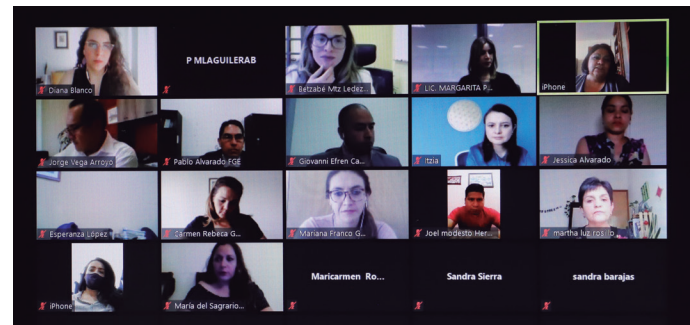 Diana Blanco
P MLAGUILERAB
Betzabé Mtz Ledez...
LIC. MARGARITA P...
iPhone
Jorge Vega Arroyo
Pablo Alvarado FGE
Giovanni Efren Ca...
Itzia
Jessica Alvarado
Esperanza López
Carmen Rebeca G...
Mariana Franco G...
Joel modesto Her...
martha luz
iPhone
María del Sagrario...
Maricarmen Ro...
Sandra Sierra
sandra barajas